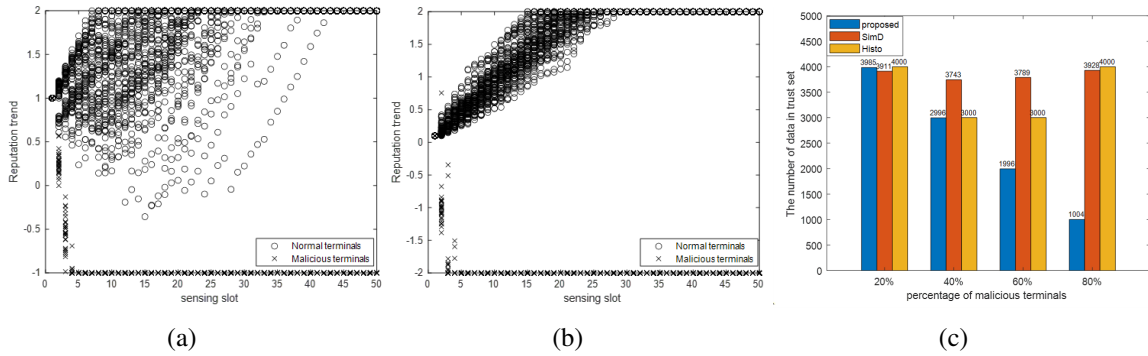 2
1.5
1
0.5
0
-0.5
-1
Reputation trend
0 5 10 15 20 25 30 35 40 45 50
sensing slot
Normal terminals
Malicious terminals
(a)
2
1.5
1
0.5
0
-0.5
-1
-1.5
-2
Reputation trend
0 5 10 15 20 25 30 35 40 45 50
sensing slot
Normal terminals
Malicious terminals
(b)
5000
4500
4000
3500
3000
2500
2000
1500
1000
500
0
The number of data in trust set
proposed
SimD
Histo
3985 3911 4000
2996 3743 3000
1996 3789 3000
1004 3928 4000
20% 40% 60% 80%
percentage of malicious terminals
(c)